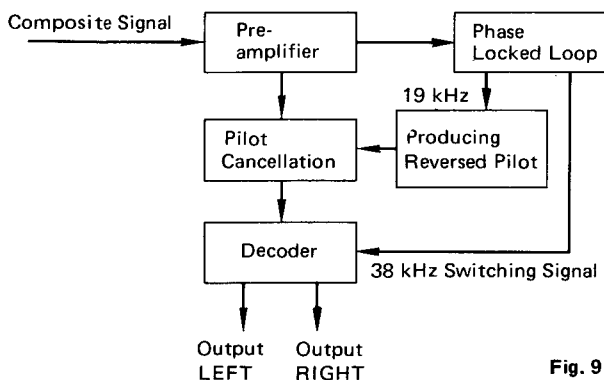 Composite Signal
Pre-
amplifier
Phase
Locked Loop
19 kHz
Pilot
Cancellation
Producing
Reversed Pilot
Decoder
38 kHz Switching Signal
Output
LEFT
Output
RIGHT
Fig. 9